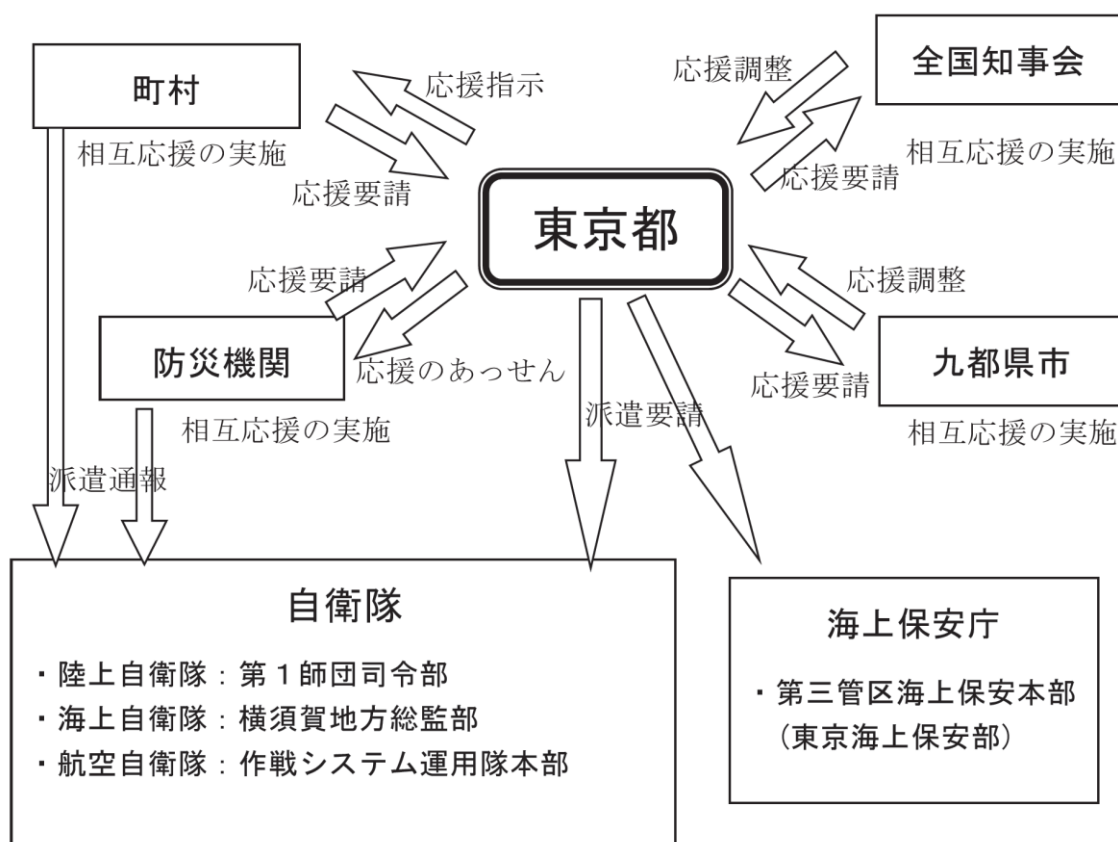 町村
応援指示
相互応援の実施
応援要請
応援調整
全国知事会
応援要請
相互応援の実施
東京都
応援要請
防災機関
応援のあっせん
相互応援の実施
応援調整
九都県市
応援要請
相互応援の実施
派遣通報
派遣要請
自衛隊
・陸上自衛隊：第１師団司令部
・海上自衛隊：横須賀地方総監部
・航空自衛隊：作戦システム運用隊本部
海上保安庁
・第三管区海上保安本部
(東京海上保安部)